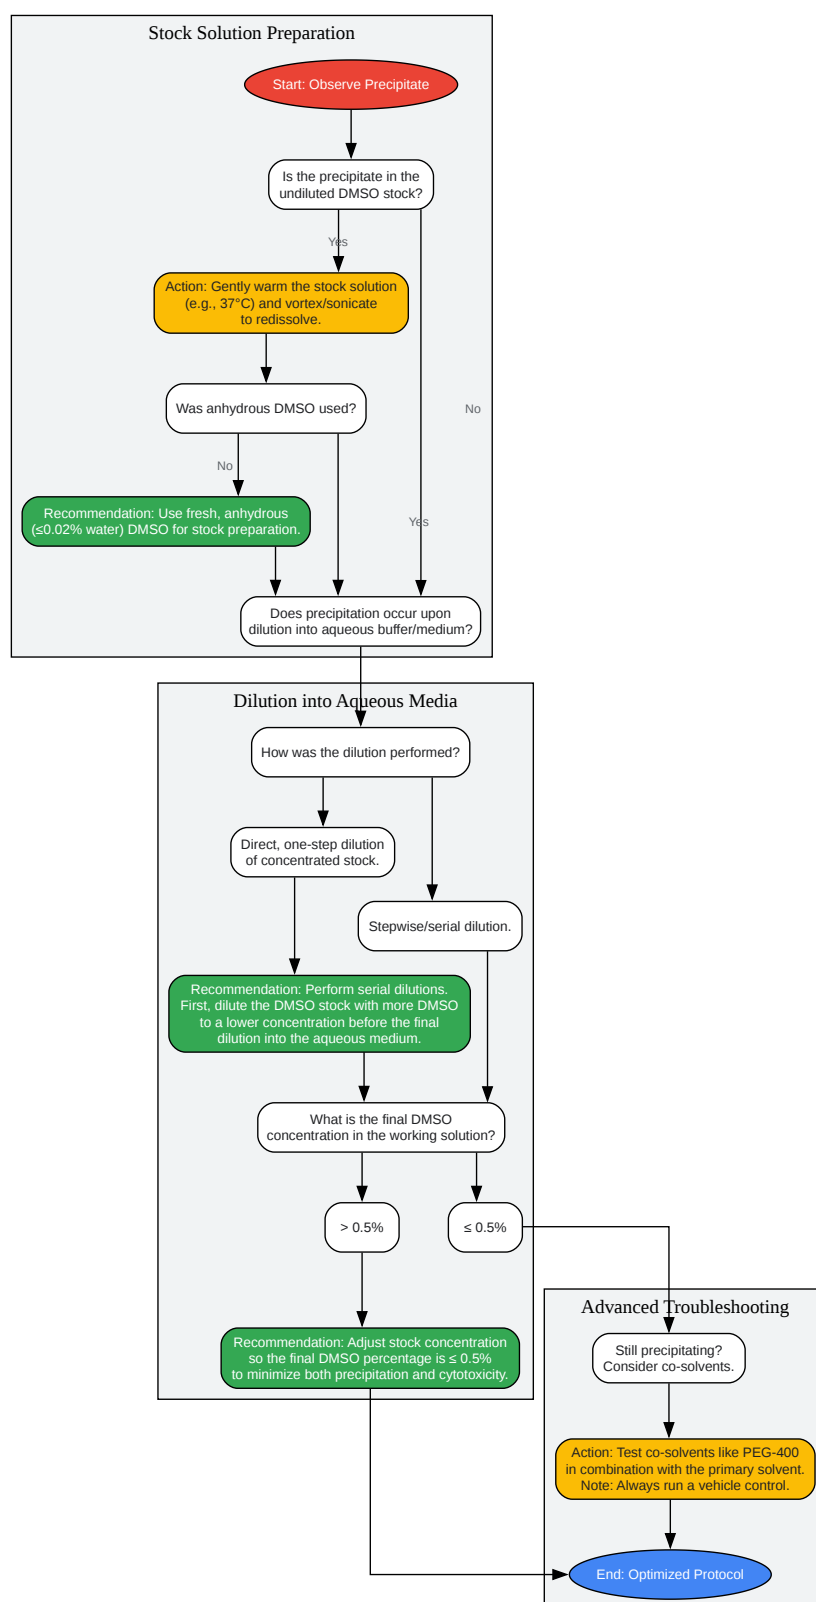 Stock Solution Preparation
Start: Observe Precipitate
Is the precipitate in the
undiluted DMSO stock?
Yes
Action: Gently warm the stock solution
(e.g., 37°C) and vortex/sonicate
to redissolve.
Was anhydrous DMSO used?
No
No
Recommendation: Use fresh, anhydrous
(≤0.02% water) DMSO for stock preparation.
Yes
Does precipitation occur upon
dilution into aqueous buffer/medium?
Dilution into Aqueous Media
How was the dilution performed?
Direct, one-step dilution
of concentrated stock.
Stepwise/serial dilution.
Recommendation: Perform serial dilutions.
First, dilute the DMSO stock with more DMSO
to a lower concentration before the final
dilution into the aqueous medium.
What is the final DMSO
concentration in the working solution?
> 0.5%
≤ 0.5%
Recommendation: Adjust stock concentration
so the final DMSO percentage is ≤ 0.5%
to minimize both precipitation and cytotoxicity.
Advanced Troubleshooting
Still precipitating?
Consider co-solvents.
Action: Test co-solvents like PEG-400
in combination with the primary solvent.
Note: Always run a vehicle control.
End: Optimized Protocol